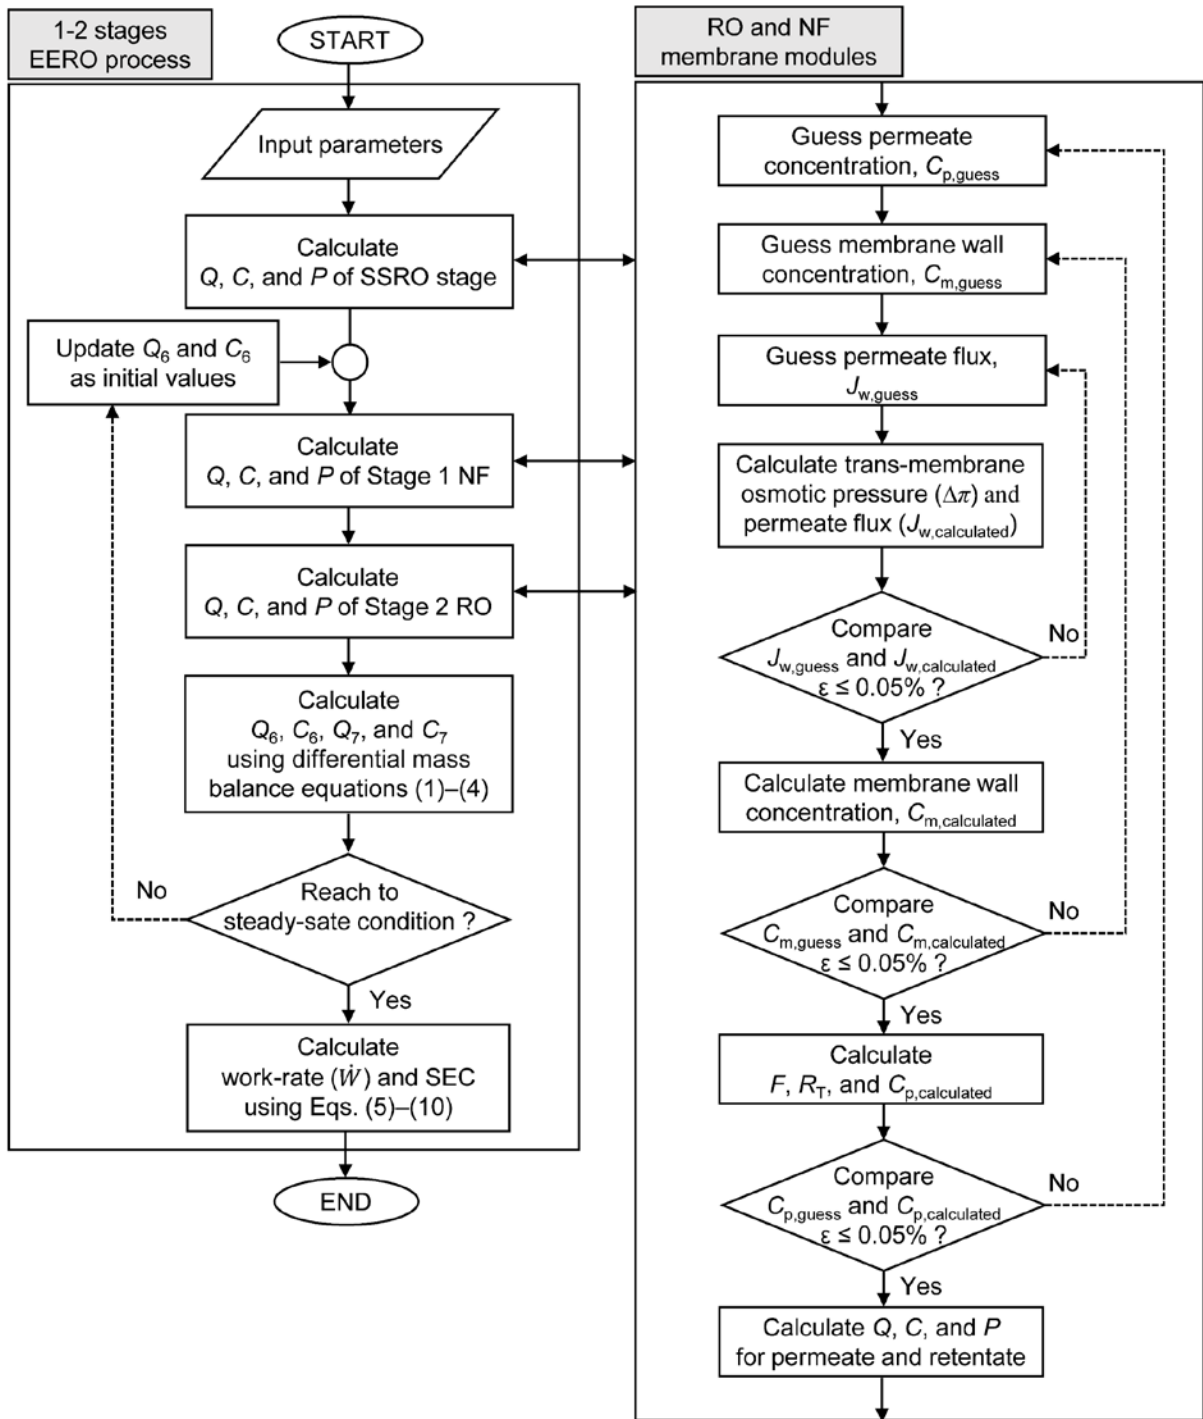 1-2 stages
EERO process
START
Input parameters
Calculate
Q, C, and P of SSRO stage
Update Q₆ and C₆
as initial values
Calculate
Q, C, and P of Stage 1 NF
Calculate
Q, C, and P of Stage 2 RO
Calculate
Q₆, C₆, Q₇, and C₇
using differential mass
balance equations (1)–(4)
No
Reach to
steady-sate condition ?
Yes
Calculate
work-rate (Ẇ) and SEC
using Eqs. (5)–(10)
END
RO and NF
membrane modules
Guess permeate
concentration, Cp,guess
Guess membrane wall
concentration, Cm,guess
Guess permeate flux,
Jw,guess
Calculate trans-membrane
osmotic pressure (Δπ) and
permeate flux (Jw,calculated)
Compare
Jw,guess and Jw,calculated
ε ≤ 0.05% ?
No
Yes
Calculate membrane wall
concentration, Cm,calculated
Compare
Cm,guess and Cm,calculated
ε ≤ 0.05% ?
No
Yes
Calculate
F, RT, and Cp,calculated
Compare
Cp,guess and Cp,calculated
ε ≤ 0.05% ?
No
Yes
Calculate Q, C, and P
for permeate and retentate